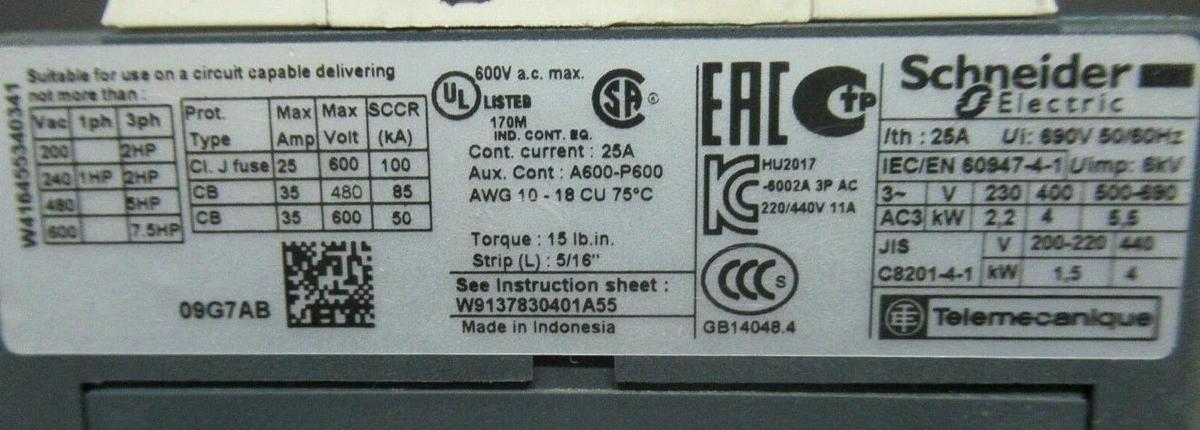 W416455340341
Suitable for use on a circuit capable delivering
not more than :
Vac 1ph 3ph
200 2HP
240 1HP 2HP
480 5HP
600 7.5HP
Prot. Type Max Amp Max Volt SCCR (kA)
Cl. J fuse 25 600 100
CB 35 480 85
CB 35 600 50
09G7AB
600V a.c. max.
UL LISTED
170M
IND. CONT. EQ.
SA
Cont. current : 25A
Aux. Cont : A600-P600
AWG 10 - 18 CU 75°C
Torque : 15 lb.in.
Strip (L) : 5/16"
See Instruction sheet :
W9137830401A55
Made in Indonesia
EAC
TP
KC
HU2017
-6002A 3P AC
220/440V 11A
CCC S
GB14048.4
Schneider
Electric
Ith : 25A Ui: 690V 50/60Hz
IEC/EN 60947-4-1 Uimp: 6kV
3~ V 230 400 500-690
AC3 kW 2,2 4 5,5
JIS V 200-220 440
C8201-4-1 kW 1,5 4
Telemecanique